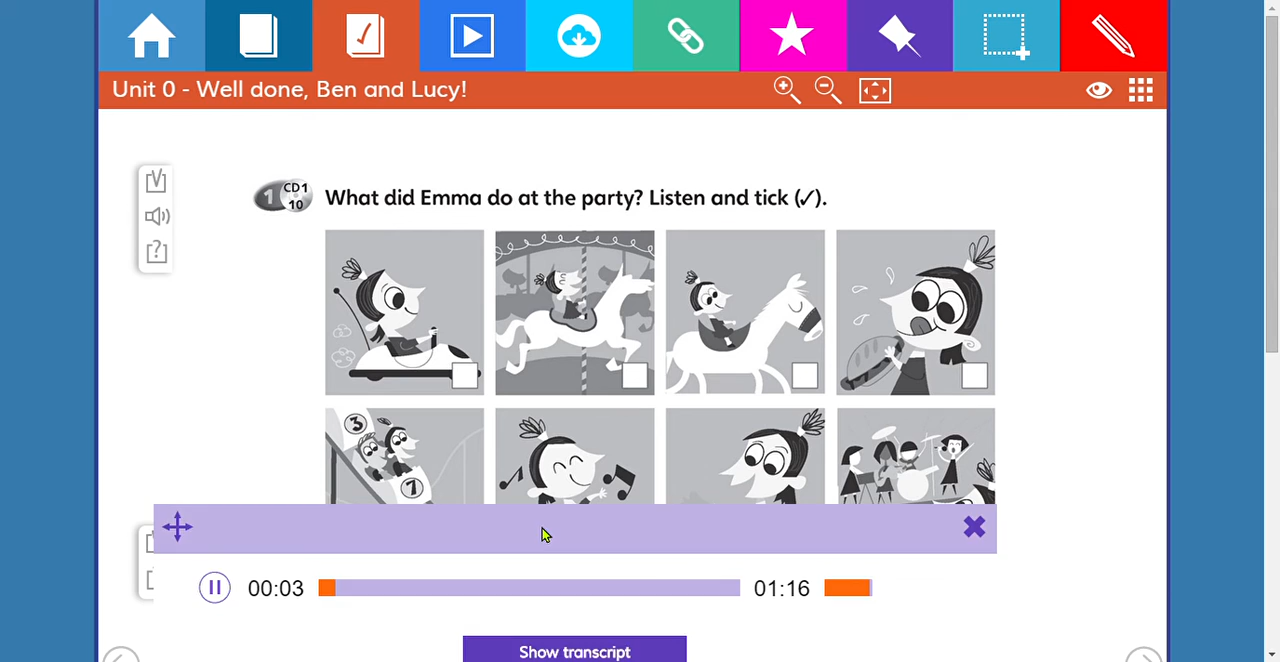 Unit 0 - Well done, Ben and Lucy!
1 CD1 10 What did Emma do at the party? Listen and tick (✓).
3
7
00:03 01:16
Show transcript